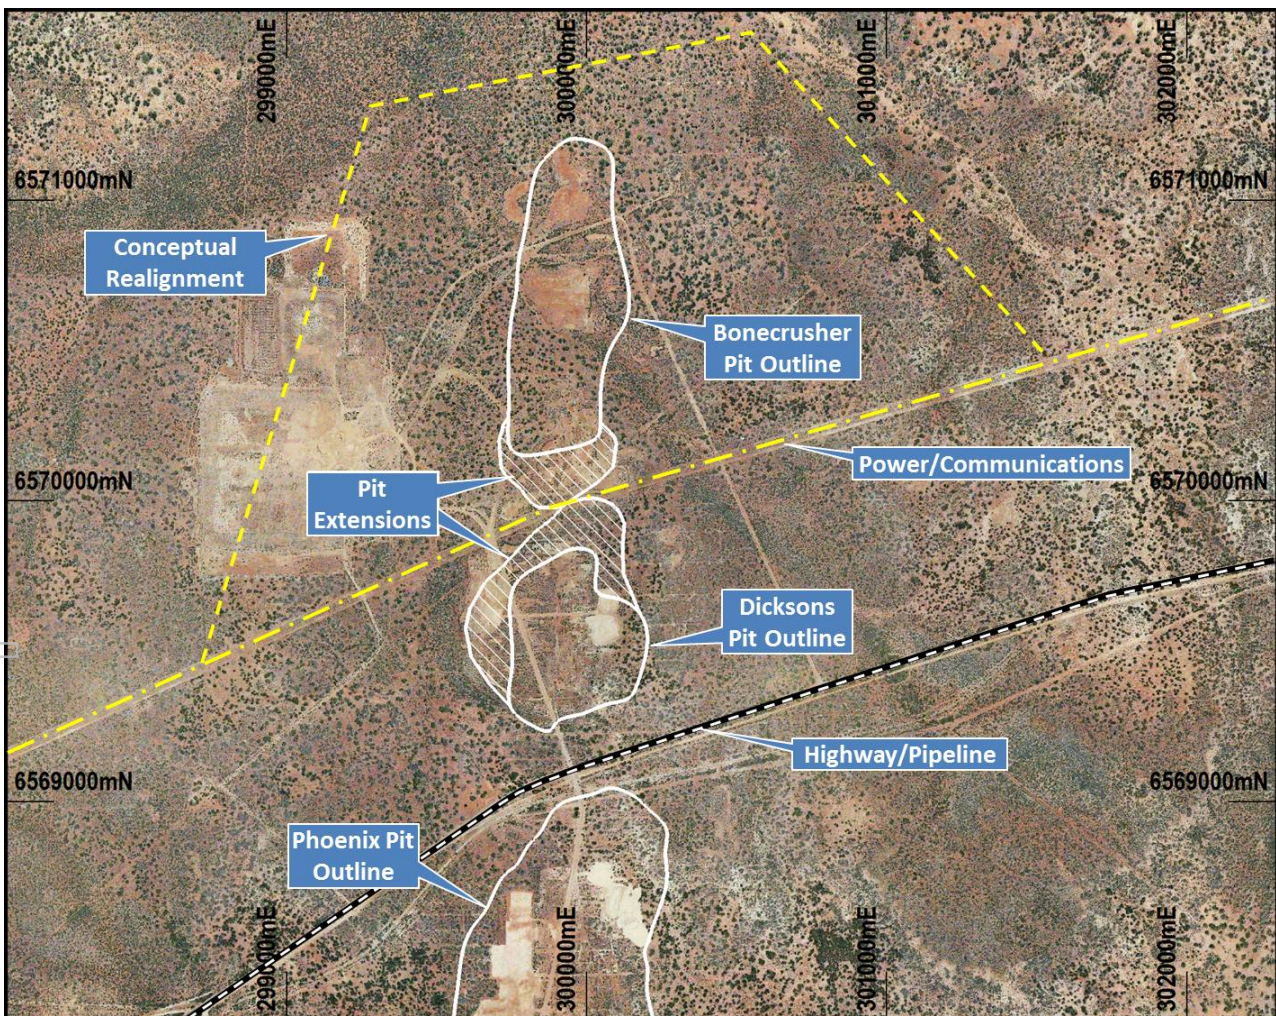 299000mE
300000mE
301000mE
302000mE
6571000mN
6571000mN
Conceptual
Realignment
Bonecrusher
Pit Outline
Power/Communications
Pit
Extensions
6570000mN
6570000mN
Dicksons
Pit Outline
Highway/Pipeline
6569000mN
6569000mN
Phoenix Pit
Outline
299000mE
300000mE
301000mE
302000mE